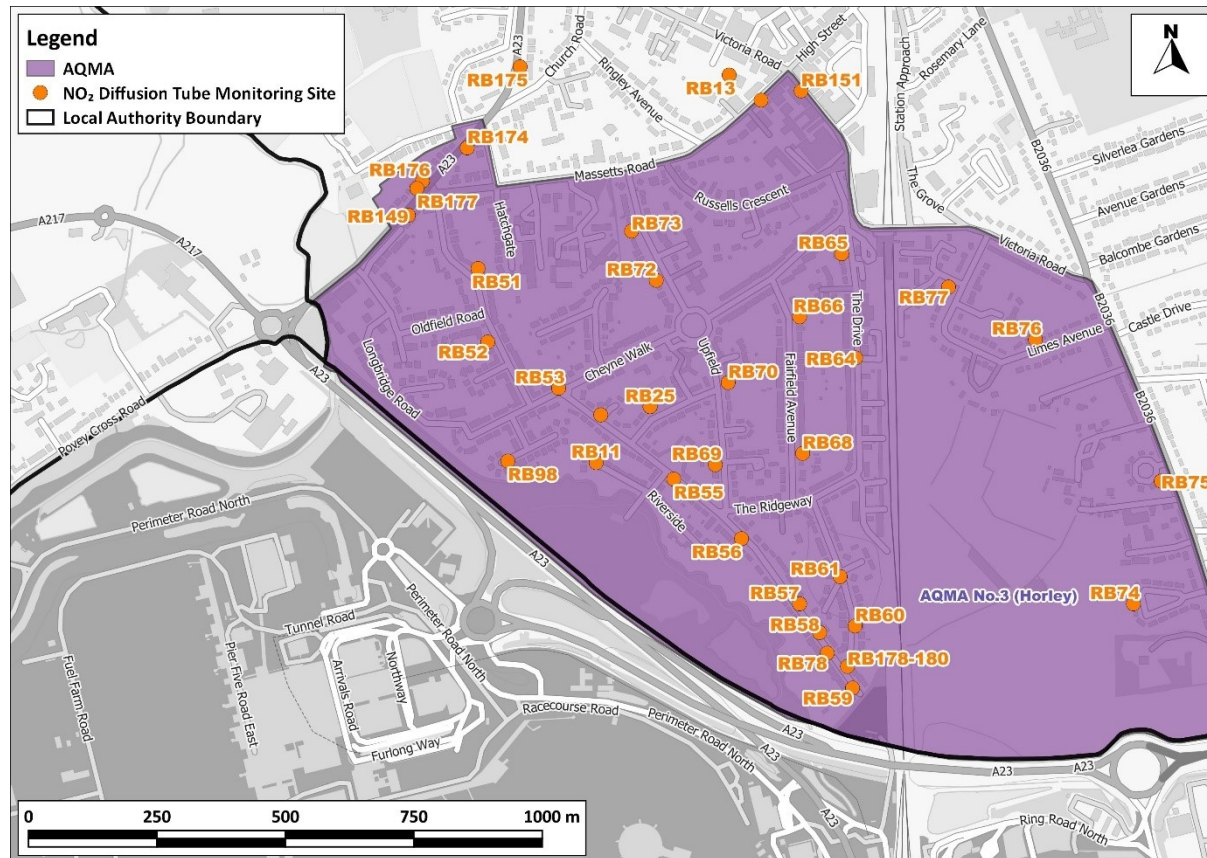 Legend
AQMA
NO₂ Diffusion Tube Monitoring Site
Local Authority Boundary
N
A23
Church Road
Ringley Avenue
Victoria Road
High Street
Station Approach
Rosemary Lane
RB175
RB13
RB151
B2036
Silverlea Gardens
RB174
A23
RB176
RB177
RB149
Massetts Road
Russells Crescent
The Grove
Avenue Gardens
A217
A217
Hatchgate
RB73
RB65
Victoria Road
Balcombe Gardens
RB51
RB72
RB77
B2036
Castle Drive
Oldfield Road
RB52
RB66
The Drive
RB76
Limes Avenue
Longbridge Road
Cheyne Walk
Upfield
RB64
A23
Povey Cross Road
RB53
RB25
RB70
Fairfield Avenue
B2036
RB98
RB11
RB69
RB68
RB55
RB75
Perimeter Road North
Riverside
The Ridgeway
A23
RB56
RB61
RB57
AQMA No.3 (Horley)
RB74
Tunnel Road
Perimeter Road North
RB58
RB60
RB78
RB178-180
Fuel Farm Road
Pier Five Road East
Arrivals Road
Northway
RB59
Racecourse Road
Perimeter Road North
A23
Furlong Way
A23
A23
A23
Ring Road North
0 250 500 750 1000 m